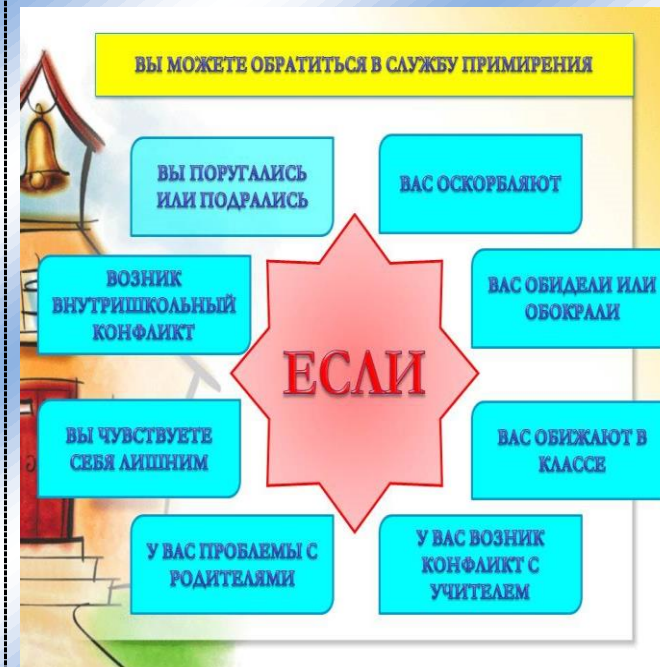 ВЫ МОЖЕТЕ ОБРАТИТЬСЯ В СЛУЖБУ ПРИМИРЕНИЯ
ВЫ ПОРУГАЛИСЬ
ИЛИ ПОДРАЛИСЬ
ВАС ОСКОРБЛЯЮТ
ВОЗНИК
ВНУТРИШКОЛЬНЫЙ
КОНФЛИКТ
ВАС ОБИДЕЛИ ИЛИ
ОБОКРАЛИ
ЕСЛИ
ВЫ ЧУВСТВУЕТЕ
СЕБЯ ЛИШНИМ
ВАС ОБИЖАЮТ В
КЛАССЕ
У ВАС ПРОБЛЕМЫ С
РОДИТЕЛЯМИ
У ВАС ВОЗНИК
КОНФЛИКТ С
УЧИТЕЛЕМ